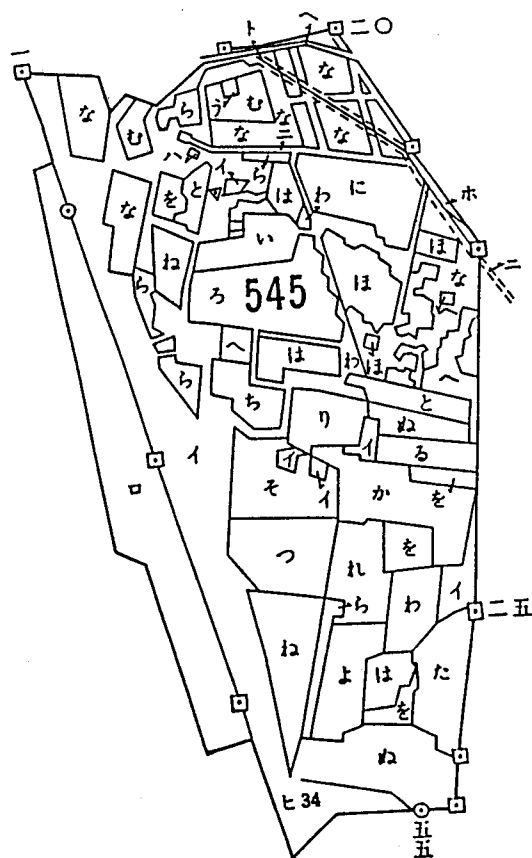 ト ヘ イ 二〇
一
な む ら う む な な
な な ニ な
ハ イ ら
な を と は わ に ホ
ね い ほ な ニ
ら ろ 545 ほ
ヘ は わ ほ ヘ
ら ち り と
ぬ
イ イ る
そ イ イ か を
ロ
つ れ を
ら わ イ 二五
ね よ は た
を
ぬ
ヒ34
五五